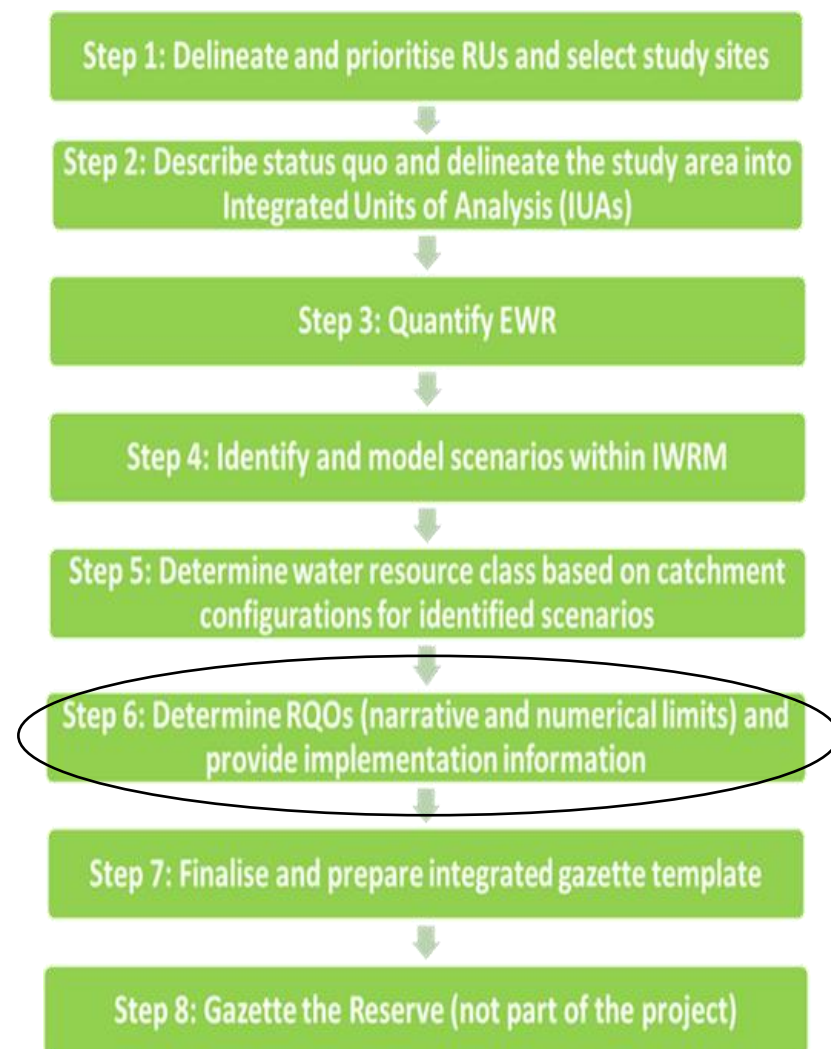 Step 1: Delineate and prioritise RUs and select study sites
Step 2: Describe status quo and delineate the study area into
Integrated Units of Analysis (IUAs)
Step 3: Quantify EWR
Step 4: Identify and model scenarios within IWRM
Step 5: Determine water resource class based on catchment
configurations for identified scenarios
Step 6: Determine RQOs (narrative and numerical limits) and
provide implementation information
Step 7: Finalise and prepare integrated gazette template
Step 8: Gazette the Reserve (not part of the project)